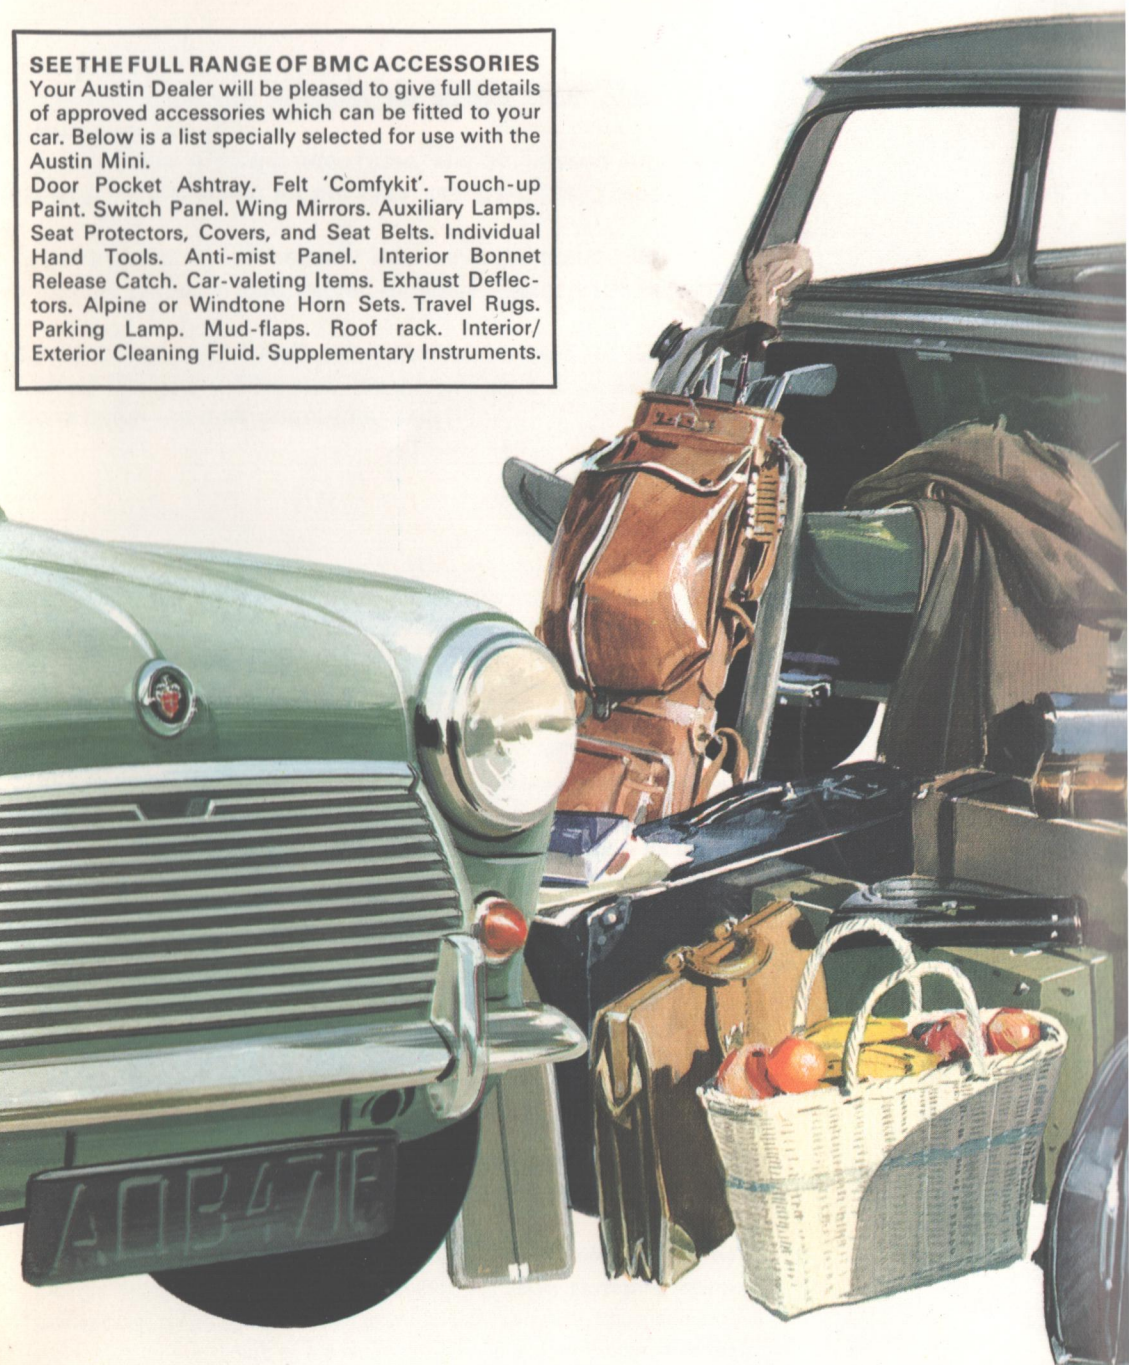 SEE THE FULL RANGE OF BMC ACCESSORIES
Your Austin Dealer will be pleased to give full details
of approved accessories which can be fitted to your
car. Below is a list specially selected for use with the
Austin Mini.
Door Pocket Ashtray. Felt 'Comfykit'. Touch-up
Paint. Switch Panel. Wing Mirrors. Auxiliary Lamps.
Seat Protectors, Covers, and Seat Belts. Individual
Hand Tools. Anti-mist Panel. Interior Bonnet
Release Catch. Car-valeting Items. Exhaust Deflec-
tors. Alpine or Windtone Horn Sets. Travel Rugs.
Parking Lamp. Mud-flaps. Roof rack. Interior/
Exterior Cleaning Fluid. Supplementary Instruments.